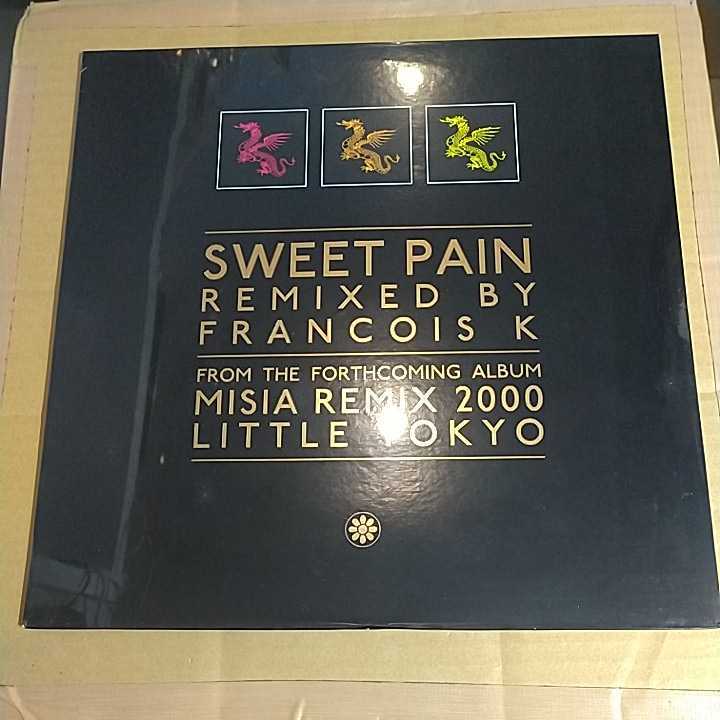 SWEET PAIN
REMIXED BY
FRANCOIS K
FROM THE FORTHCOMING ALBUM
MISIA REMIX 2000
LITTLE TOKYO